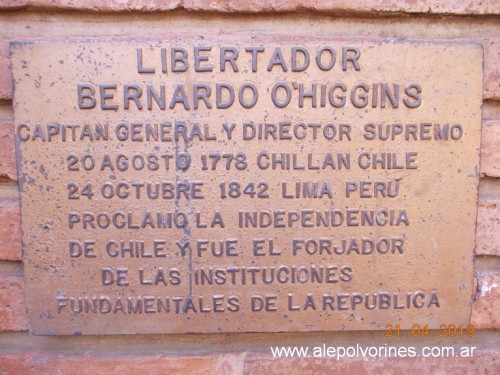 LIBERTADOR
BERNARDO O'HIGGINS
CAPITAN GENERAL Y DIRECTOR SUPREMO
20 AGOSTO 1778 CHILLAN CHILE
24 OCTUBRE 1842 LIMA PERU
PROCLAMO LA INDEPENDENCIA
DE CHILE Y FUE EL FORJADOR
DE LAS INSTITUCIONES
FUNDAMENTALES DE LA REPUBLICA
21 04 2019
www.alepolvorines.com.ar